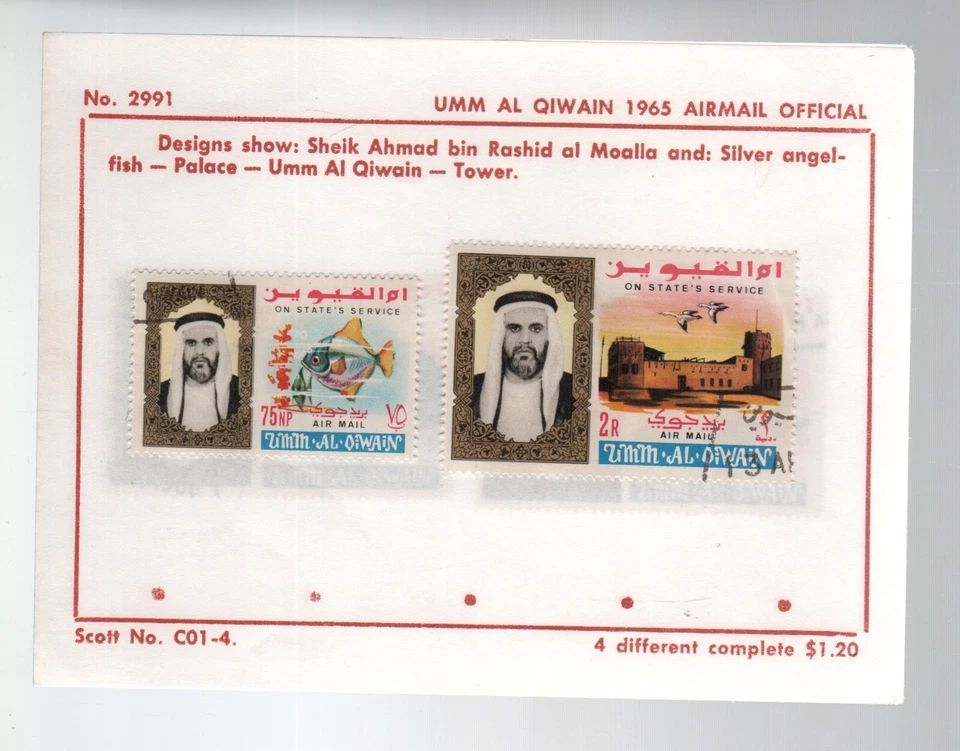 No. 2991
UMM AL QIWAIN 1965 AIRMAIL OFFICIAL
Designs show: Sheik Ahmad bin Rashid al Moalla and: Silver angel-
fish — Palace — Umm Al Qiwain — Tower.
ام القيوين
ON STATE'S SERVICE
75NP
بريد جوي
٧٥
AIR MAIL
UMM·AL·QIWAIN
ام القيوين
ON STATE'S SERVICE
2R
بريد جوي
٢
AIR MAIL
UMM·AL·QIWAIN
13 A
Scott No. C01-4.
4 different complete $1.20